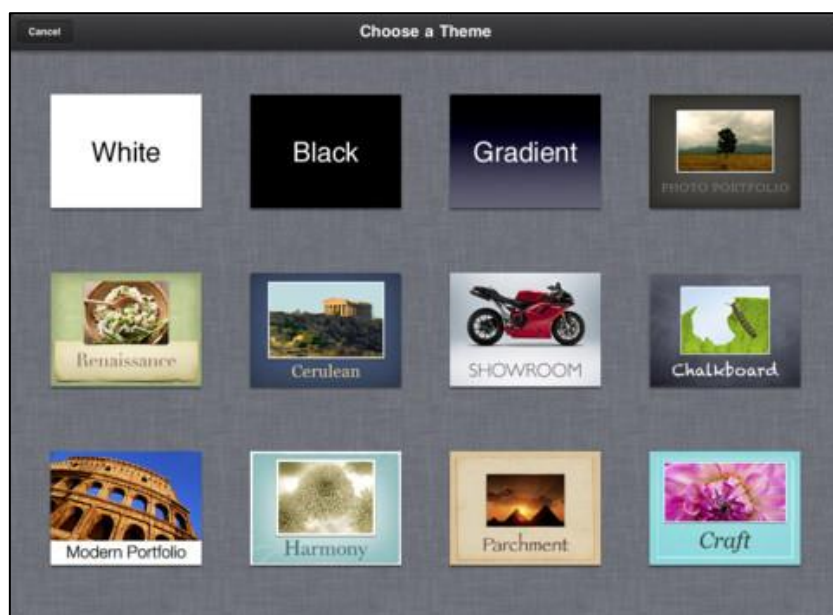 Cancel
Choose a Theme
White
Black
Gradient
PHOTO PORTFOLIO
Renaissance
Cerulean
SHOWROOM
Chalkboard
Modern Portfolio
Harmony
Parchment
Craft